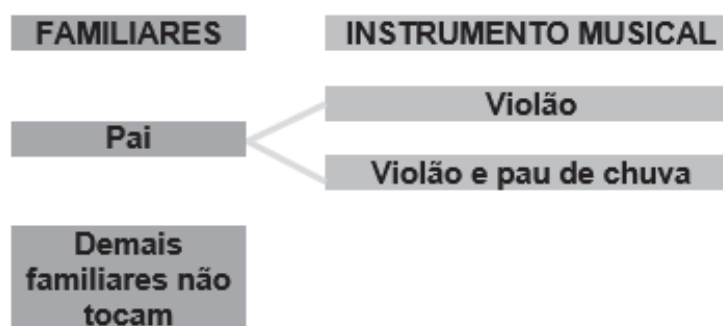 FAMILIARES
INSTRUMENTO MUSICAL
Pai
Violão
Violão e pau de chuva
Demais
familiares não
tocam